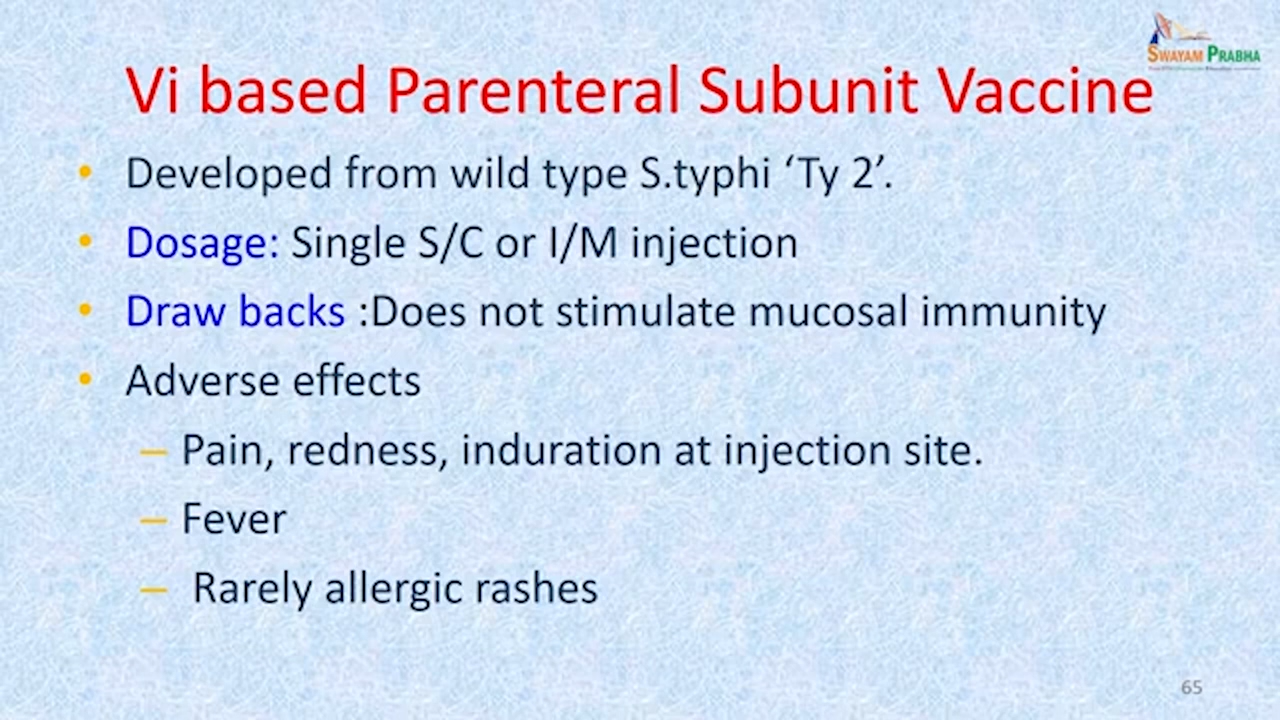 SWAYAM PRABHA
Vi based Parenteral Subunit Vaccine
• Developed from wild type S.typhi ‘Ty 2’.
• Dosage: Single S/C or I/M injection
• Draw backs :Does not stimulate mucosal immunity
• Adverse effects
– Pain, redness, induration at injection site.
– Fever
– Rarely allergic rashes
65